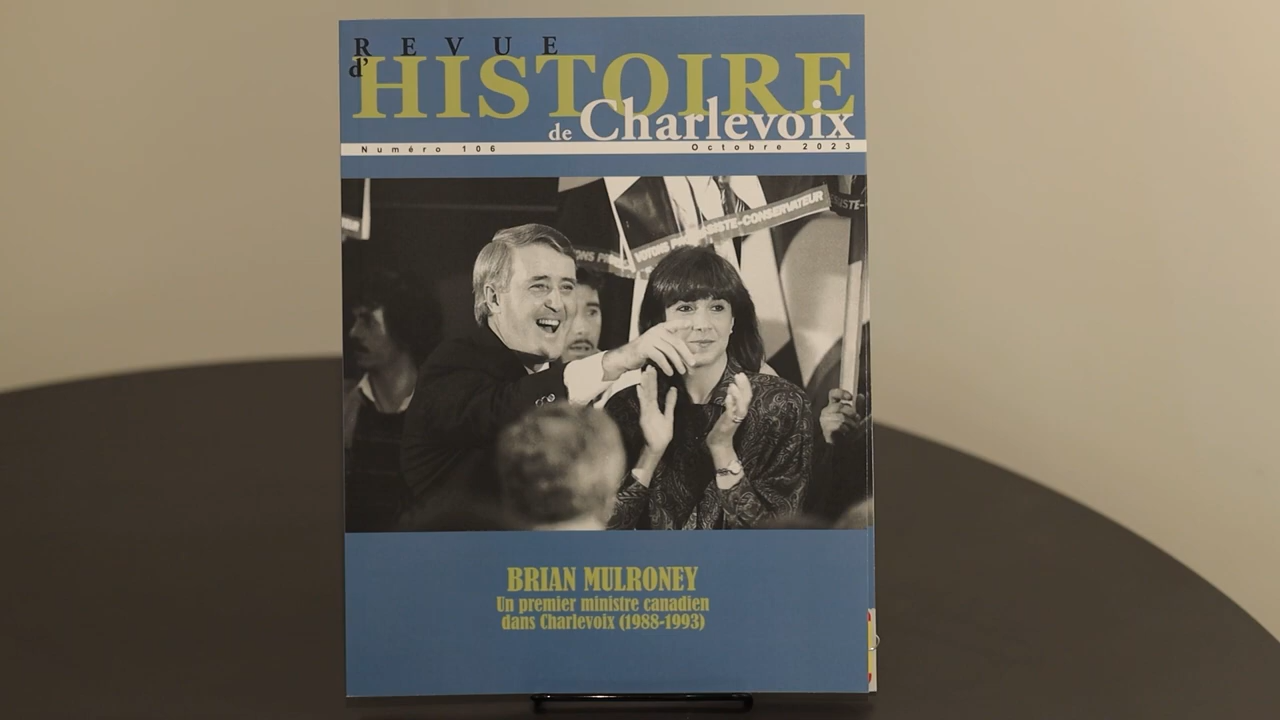 REVUE
d'HISTOIRE
de Charlevoix
Numéro 106
Octobre 2023
VOTONS PROGRESSISTE-CONSERVATEUR
BRIAN MULRONEY
Un premier ministre canadien
dans Charlevoix (1988-1993)